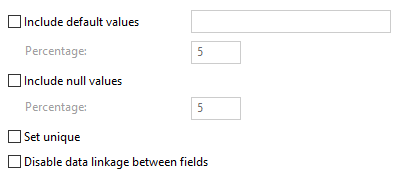 Include default values
Percentage: 5
Include null values
Percentage: 5
Set unique
Disable data linkage between fields